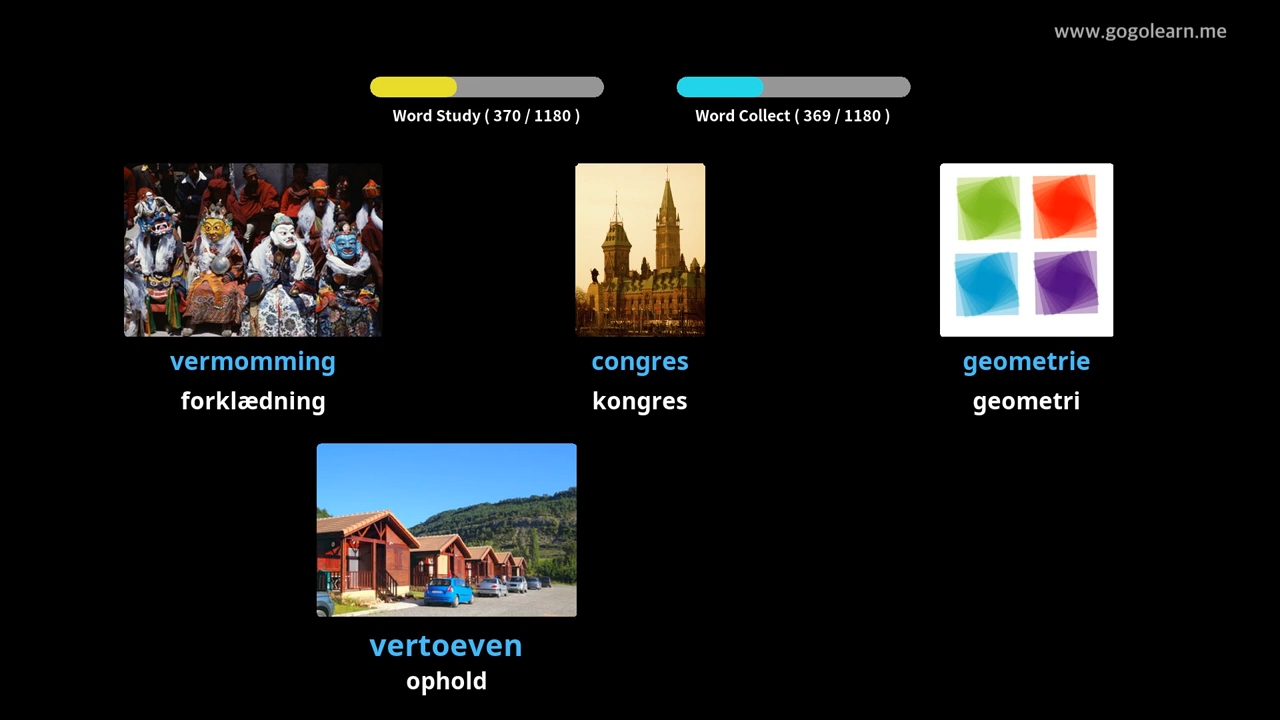 www.gogolearn.me
Word Study ( 370 / 1180 )
Word Collect ( 369 / 1180 )
vermomming
forklædning
congres
kongres
geometrie
geometri
vertoeven
ophold